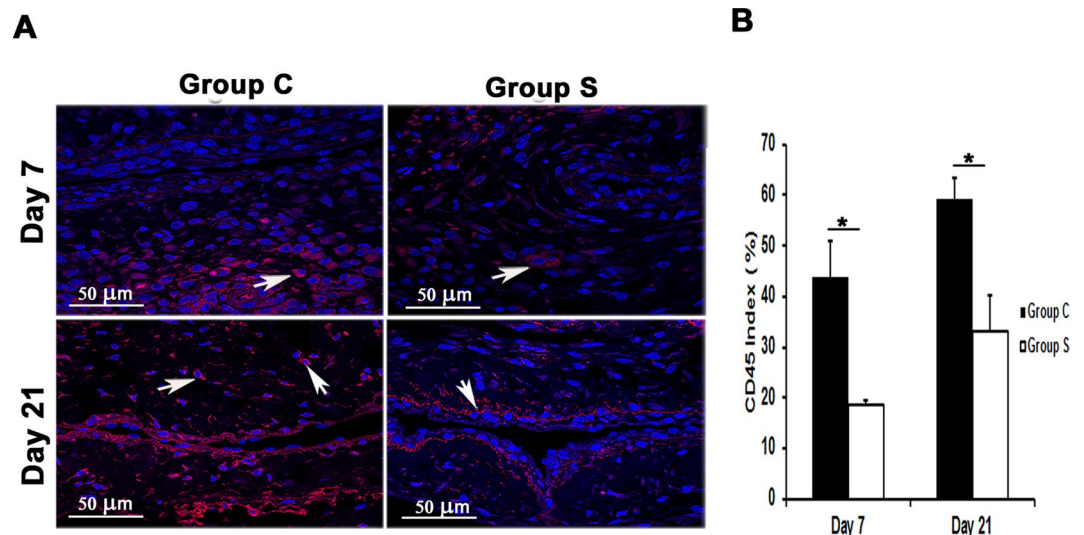 A
B
Group C
Group S
Day 7
50 μm
50 μm
Day 21
50 μm
50 μm
CD45 Index ( %)
70
60
50
40
30
20
10
0
*
*
Day 7
Day 21
Group C
Group S